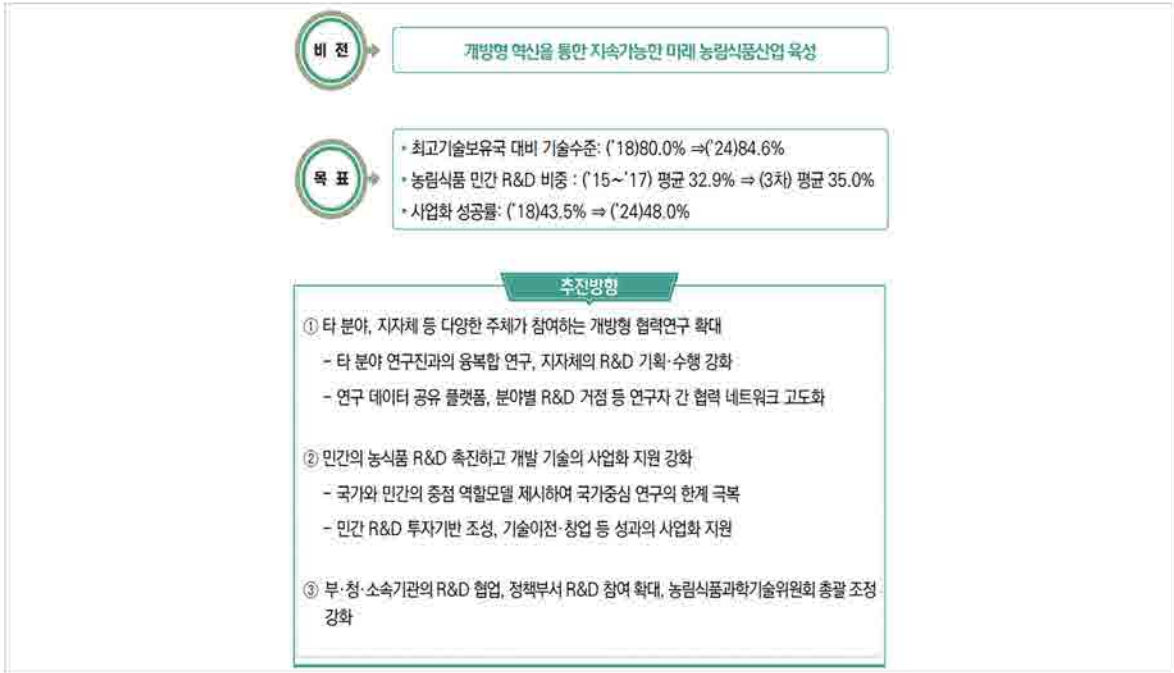 비 전
개방형 혁신을 통한 지속가능한 미래 농림식품산업 육성
목 표
• 최고기술보유국 대비 기술수준: ('18)80.0% ⇒('24)84.6%
• 농림식품 민간 R&D 비중 : ('15~'17) 평균 32.9% ⇒ (3차) 평균 35.0%
• 사업화 성공률: ('18)43.5% ⇒ ('24)48.0%
추진방향
① 타 분야, 지자체 등 다양한 주체가 참여하는 개방형 협력연구 확대
- 타 분야 연구진과의 융복합 연구, 지자체의 R&D 기획·수행 강화
- 연구 데이터 공유 플랫폼, 분야별 R&D 거점 등 연구자 간 협력 네트워크 고도화
② 민간의 농식품 R&D 촉진하고 개발 기술의 사업화 지원 강화
- 국가와 민간의 중점 역할모델 제시하여 국가중심 연구의 한계 극복
- 민간 R&D 투자기반 조성, 기술이전·창업 등 성과의 사업화 지원
③ 부·청·소속기관의 R&D 협업, 정책부서 R&D 참여 확대, 농림식품과학기술위원회 총괄 조정
강화